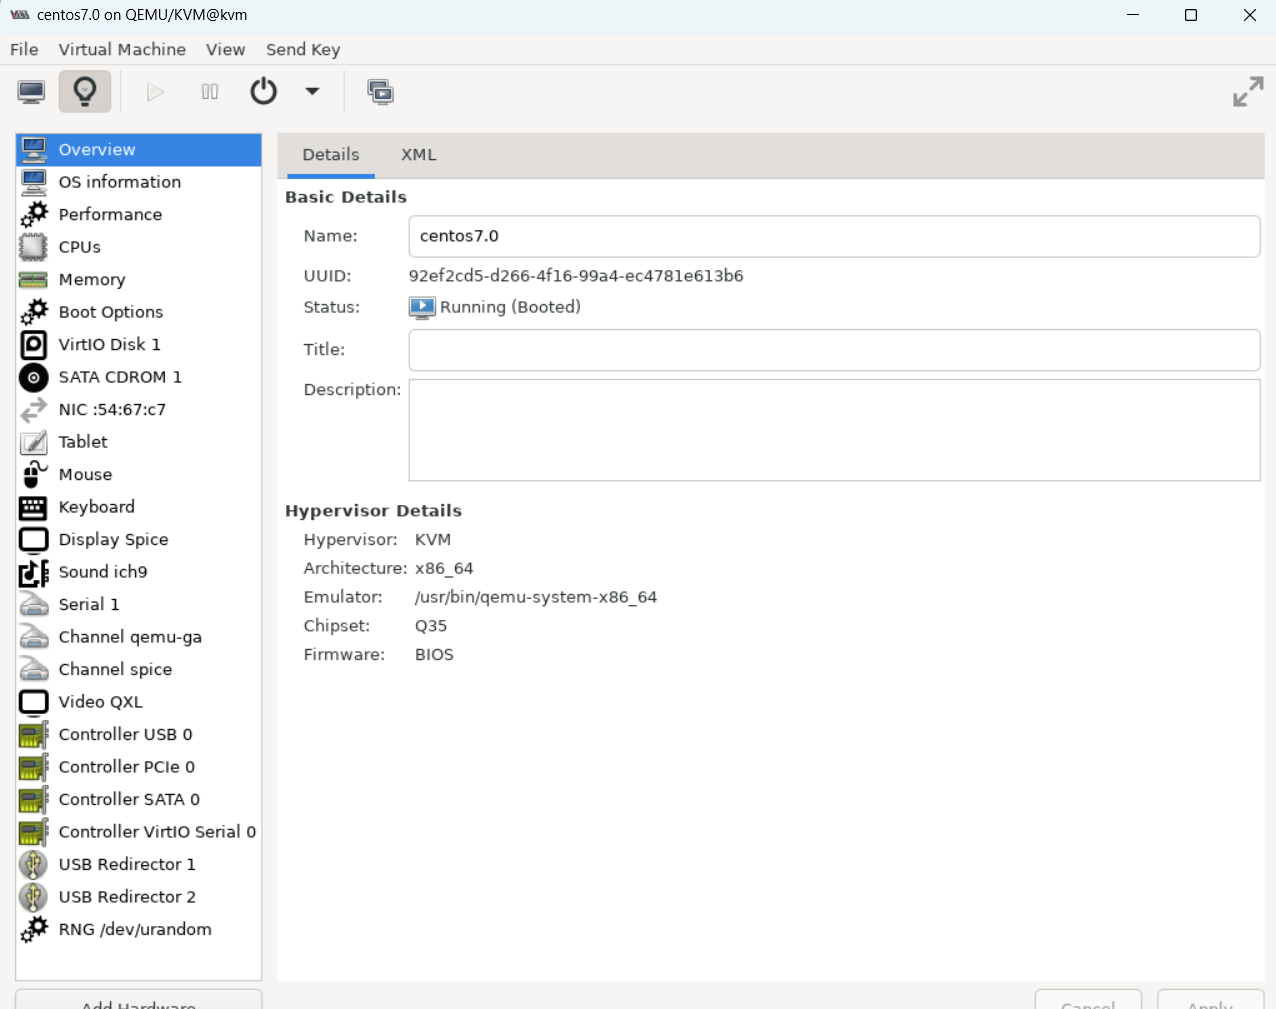 centos7.0 on QEMU/KVM@kvm
File Virtual Machine View Send Key
Overview
OS information
Performance
CPUs
Memory
Boot Options
VirtIO Disk 1
SATA CDROM 1
NIC :54:67:c7
Tablet
Mouse
Keyboard
Display Spice
Sound ich9
Serial 1
Channel qemu-ga
Channel spice
Video QXL
Controller USB 0
Controller PCIe 0
Controller SATA 0
Controller VirtIO Serial 0
USB Redirector 1
USB Redirector 2
RNG /dev/urandom
Add Hardware
Details XML
Basic Details
Name: centos7.0
UUID: 92ef2cd5-d266-4f16-99a4-ec4781e613b6
Status: Running (Booted)
Title:
Description:
Hypervisor Details
Hypervisor: KVM
Architecture: x86_64
Emulator: /usr/bin/qemu-system-x86_64
Chipset: Q35
Firmware: BIOS
Cancel Apply